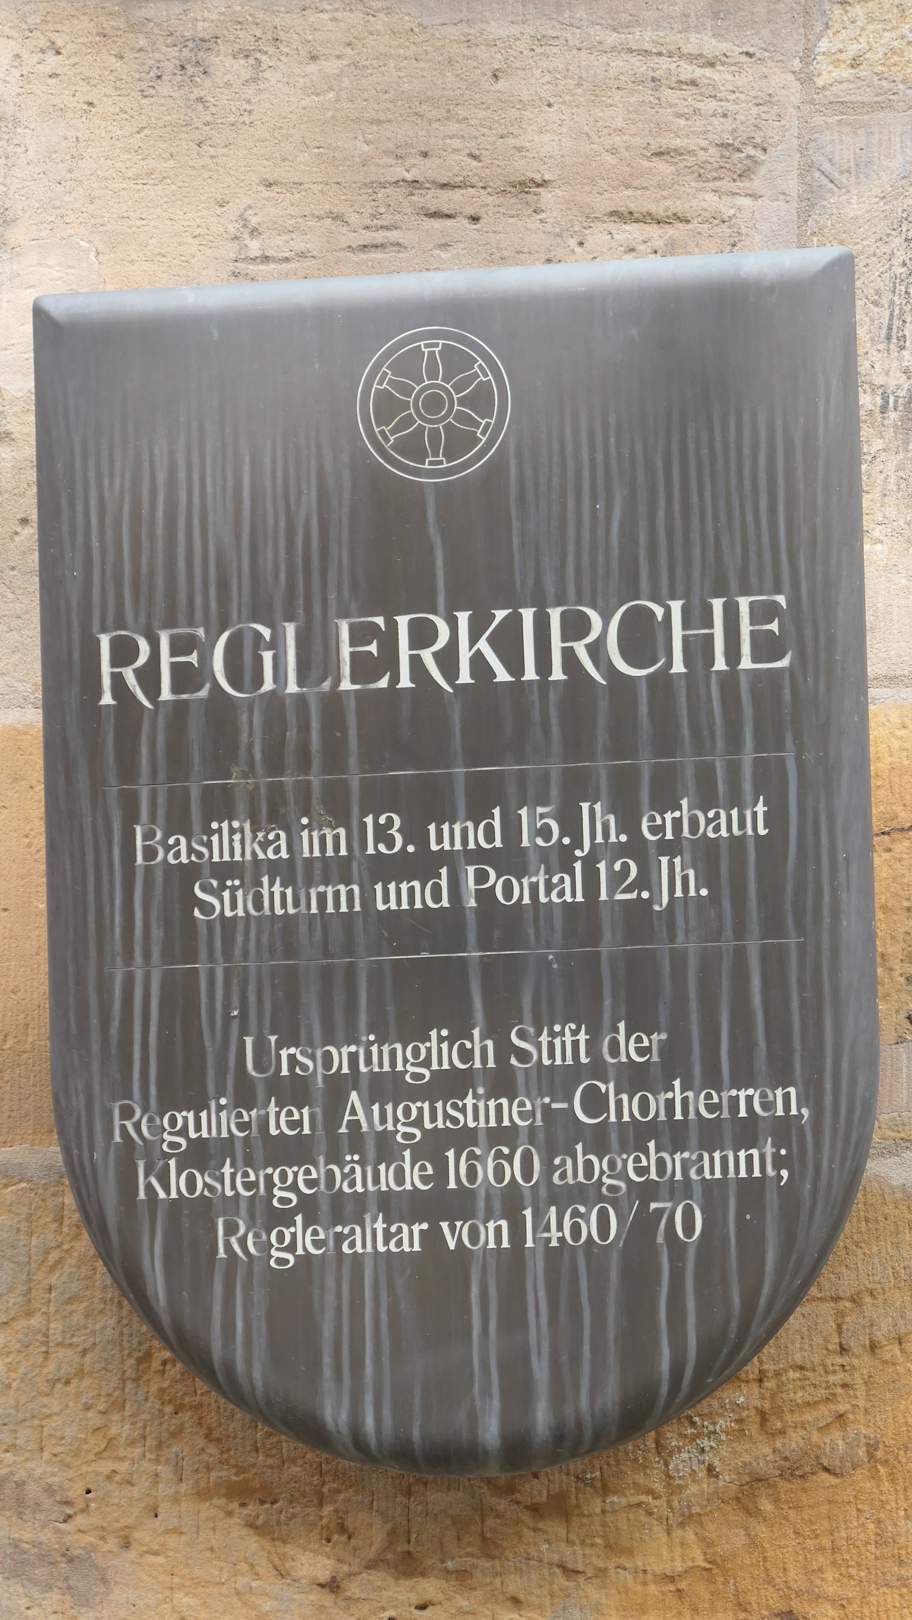 REGLERKIRCHE
Basilika im 13. und 15. Jh. erbaut
Südturm und Portal 12. Jh.
Ursprünglich Stift der
Regulierten Augustiner-Chorherren,
Klostergebäude 1660 abgebrannt;
Regleraltar von 1460/70